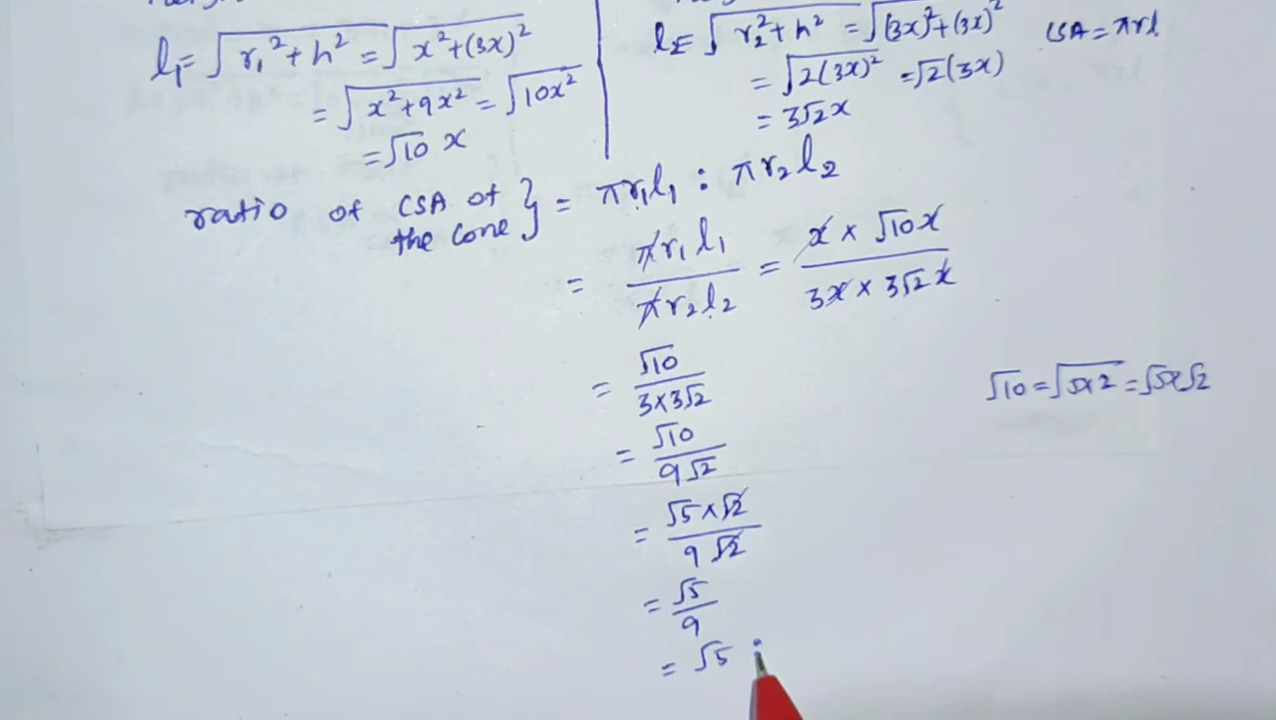 l₁ = √(r₁² + h²) = √(x² + (3x)²)
= √(x² + 9x²) = √(10x²)
= √10 x
l₂ = √(r₂² + h²) = √((3x)² + (3x)²)
= √(2(3x)²) = √2 (3x)
= 3√2 x
CSA = πrl
ratio of CSA of the cone } = πr₁l₁ : πr₂l₂
= πr₁l₁ / πr₂l₂ = x × √10 x / 3x × 3√2 x
= √10 / 3×3√2
= √10 / 9√2
√10 = √(5×2) = √5×√2
= √5×√2 / 9√2
= √5 / 9
= √5 :